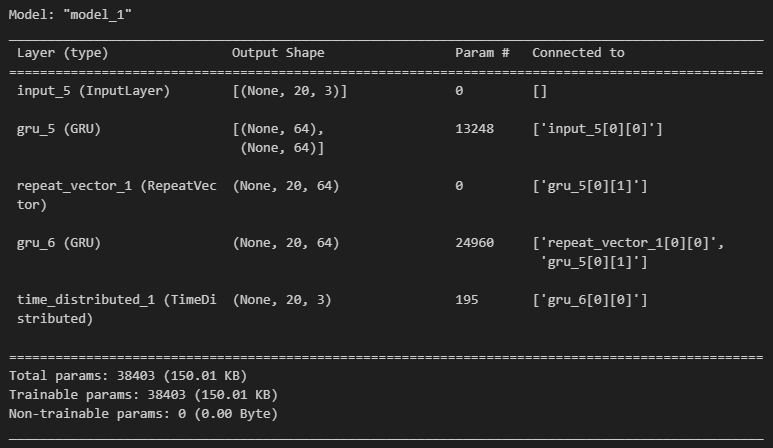 Model: "model_1"
__________________________________________________________________________________________________
 Layer (type)                Output Shape                 Param #   Connected to
==================================================================================================
 input_5 (InputLayer)        [(None, 20, 3)]              0         []

 gru_5 (GRU)                 [(None, 64),                 13248     ['input_5[0][0]']
                              (None, 64)]

 repeat_vector_1 (RepeatVec  (None, 20, 64)               0         ['gru_5[0][1]']
 tor)

 gru_6 (GRU)                 (None, 20, 64)               24960     ['repeat_vector_1[0][0]',
                                                                     'gru_5[0][1]']

 time_distributed_1 (TimeDi  (None, 20, 3)                195       ['gru_6[0][0]']
 stributed)

==================================================================================================
Total params: 38403 (150.01 KB)
Trainable params: 38403 (150.01 KB)
Non-trainable params: 0 (0.00 Byte)
__________________________________________________________________________________________________